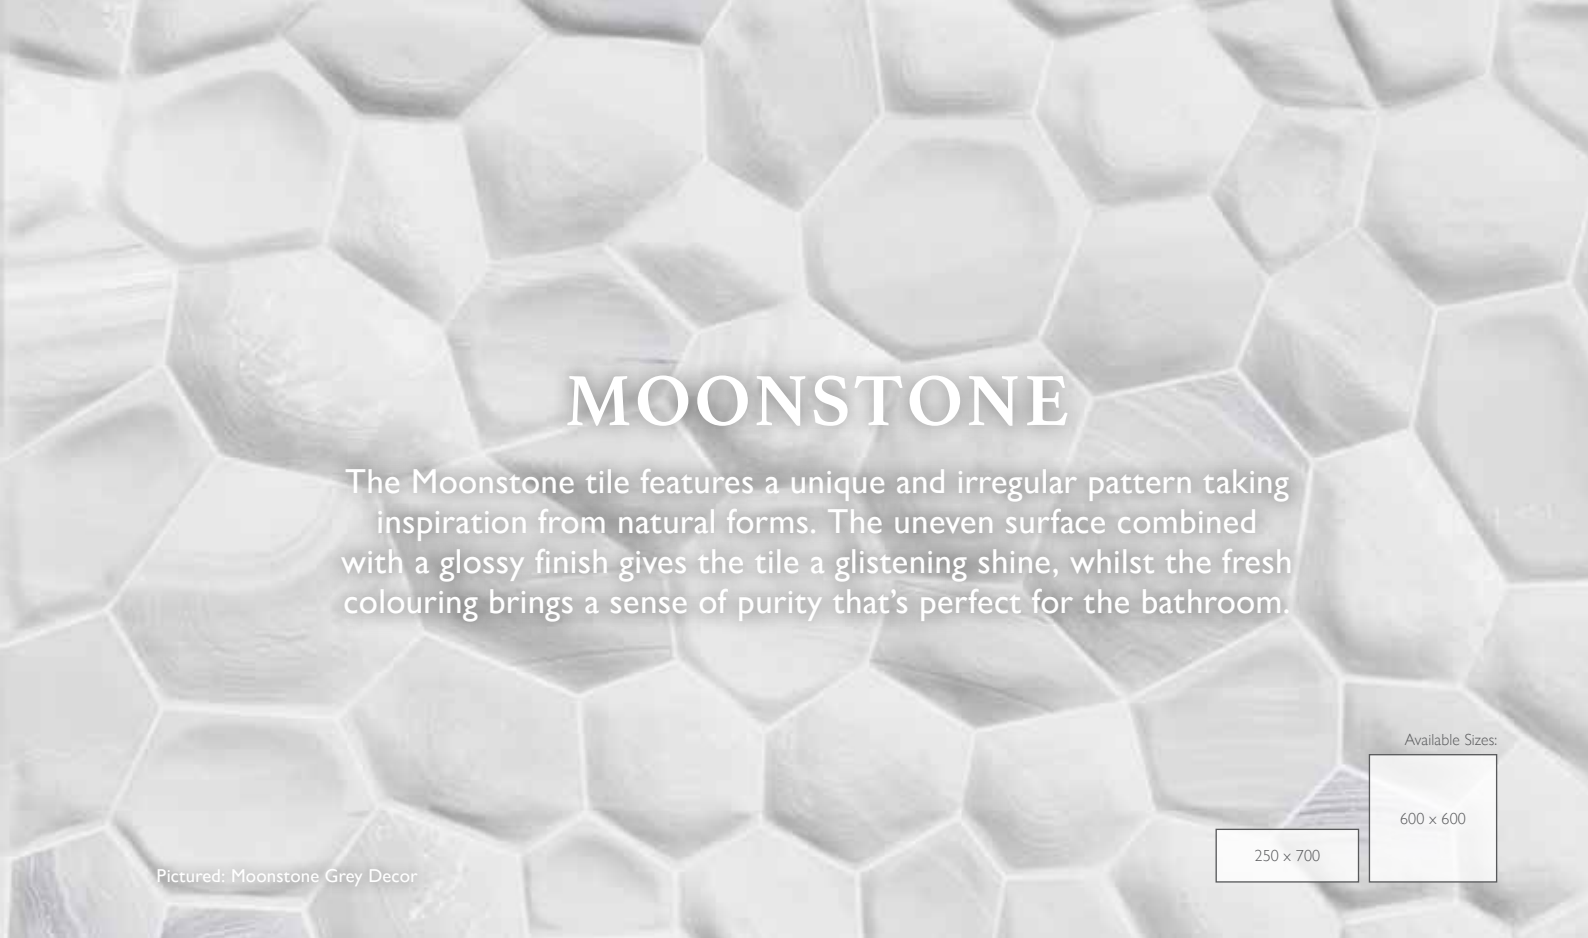 MOONSTONE
The Moonstone tile features a unique and irregular pattern taking
inspiration from natural forms. The uneven surface combined
with a glossy finish gives the tile a glistening shine, whilst the fresh
colouring brings a sense of purity that’s perfect for the bathroom.
Available Sizes:
600 x 600
250 x 700
Pictured: Moonstone Grey Decor